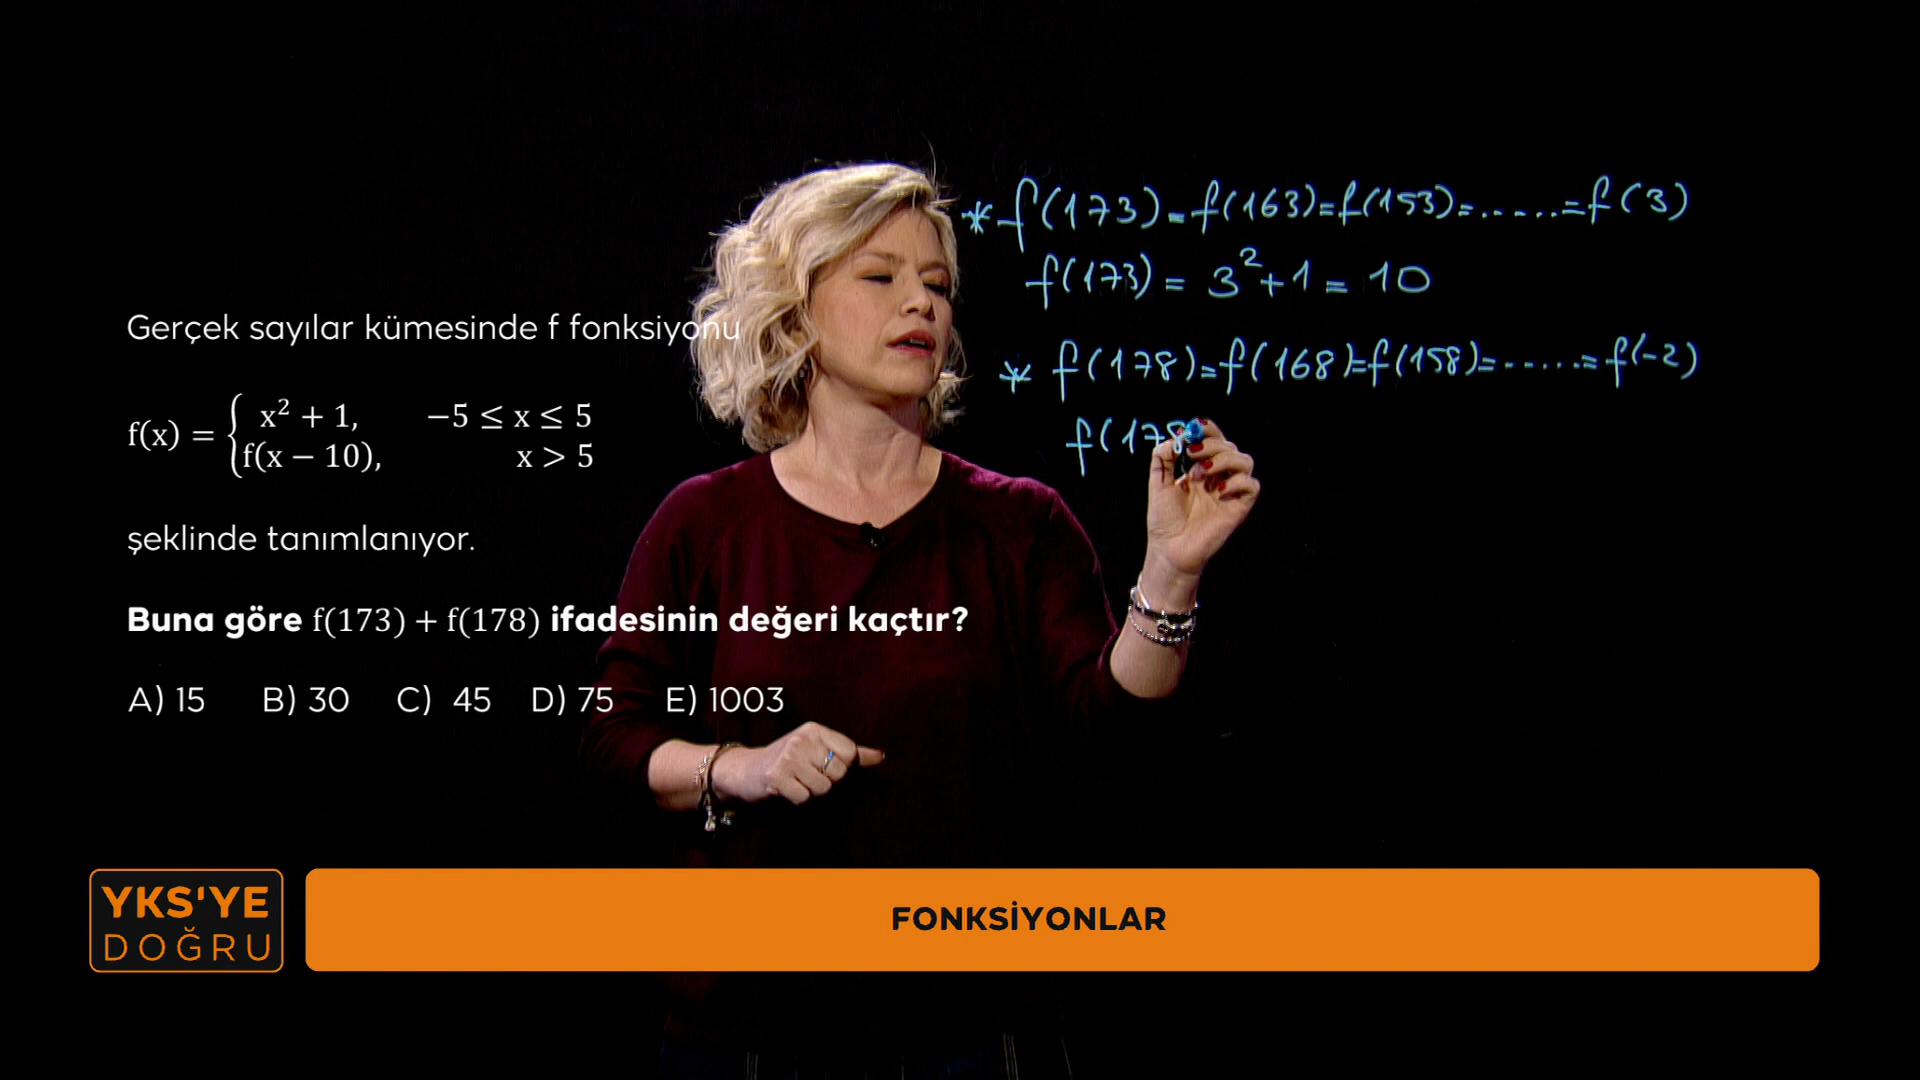 Gerçek sayılar kümesinde f fonksiyonu
f(x) = { x² + 1, −5 ≤ x ≤ 5
f(x − 10), x > 5
şeklinde tanımlanıyor.
Buna göre f(173) + f(178) ifadesinin değeri kaçtır?
A) 15 B) 30 C) 45 D) 75 E) 1003
* f(173) = f(163) = f(153) = ...... = f(3)
f(173) = 3² + 1 = 10
* f(178) = f(168) = f(158) = ...... = f(-2)
f(178
YKS'YE
DOĞRU
FONKSİYONLAR